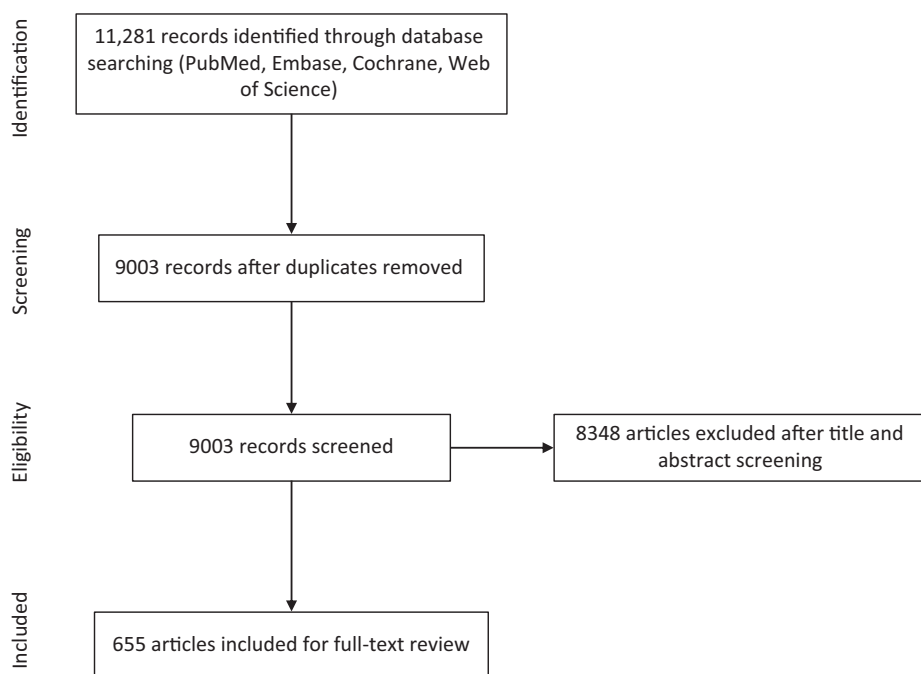 Identification
11,281 records identified through database
searching (PubMed, Embase, Cochrane, Web
of Science)
Screening
9003 records after duplicates removed
Eligibility
9003 records screened
8348 articles excluded after title and
abstract screening
Included
655 articles included for full-text review